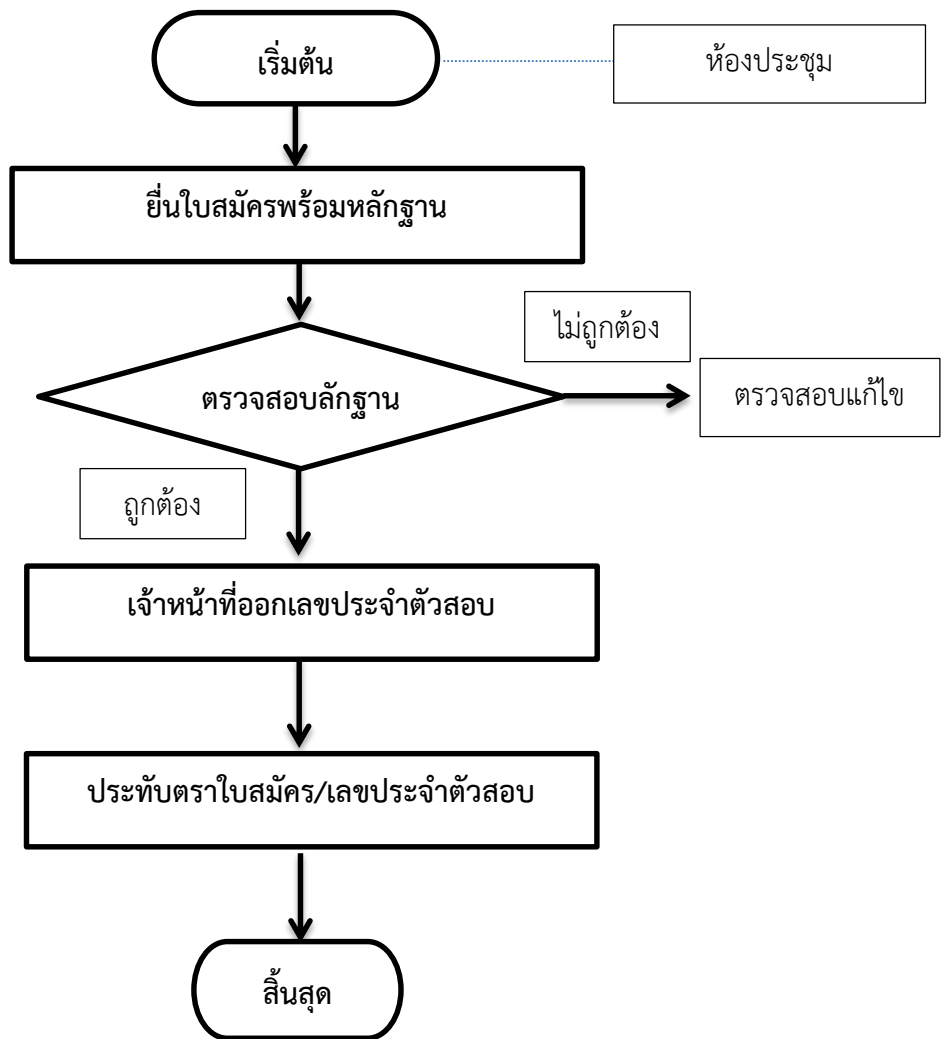 เริ่มต้น
ห้องประชุม
ยื่นใบสมัครพร้อมหลักฐาน
ไม่ถูกต้อง
ตรวจสอบลักฐาน
ตรวจสอบแก้ไข
ถูกต้อง
เจ้าหน้าที่ออกเลขประจำตัวสอบ
ประทับตราใบสมัคร/เลขประจำตัวสอบ
สิ้นสุด